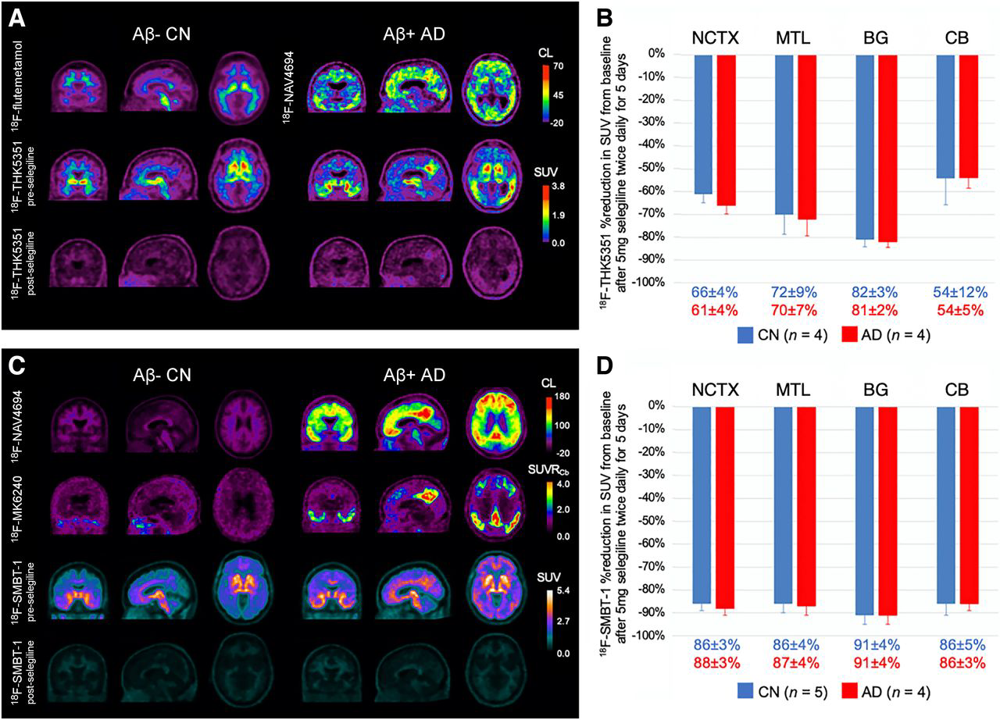 A
Aβ- CN
Aβ+ AD
18F-flutemetamol
18F-NAV4694
CL
70
45
-20
18F-THK5351
pre-selegiline
SUV
3.8
1.9
0.0
18F-THK5351
post-selegiline
B
NCTX MTL BG CB
18F-THK5351 %reduction in SUV from baseline
after 5mg selegiline twice daily for 5 days
0%
-10%
-20%
-30%
-40%
-50%
-60%
-70%
-80%
-90%
-100%
66±4% 72±9% 82±3% 54±12%
61±4% 70±7% 81±2% 54±5%
CN (n = 4) AD (n = 4)
C
Aβ- CN
Aβ+ AD
18F-NAV4694
CL
180
100
-20
18F-MK6240
SUVRCb
4.0
2.0
0.0
18F-SMBT-1
pre-selegiline
SUV
5.4
2.7
0.0
18F-SMBT-1
post-selegiline
D
NCTX MTL BG CB
18F-SMBT-1 %reduction in SUV from baseline
after 5mg selegiline twice daily for 5 days
0%
-10%
-20%
-30%
-40%
-50%
-60%
-70%
-80%
-90%
-100%
86±3% 86±4% 91±4% 86±5%
88±3% 87±4% 91±4% 86±3%
CN (n = 5) AD (n = 4)